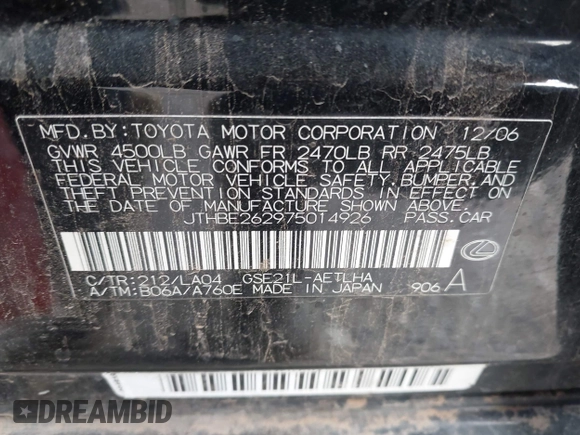 MFD. BY: TOYOTA MOTOR CORPORATION 12/06
GVWR 4500LB GAWR FR 2470LB RR 2475LB
THIS VEHICLE CONFORMS TO ALL APPLICABLE
FEDERAL MOTOR VEHICLE SAFETY, BUMPER, AND
THEFT PREVENTION STANDARDS IN EFFECT ON
THE DATE OF MANUFACTURE SHOWN ABOVE.
JTHBE262975014926 PASS. CAR
C/TR: 212/LA04 GSE21L-AETLHA
A/TM: B06A/A760E MADE IN JAPAN 906 A
DREAMBID